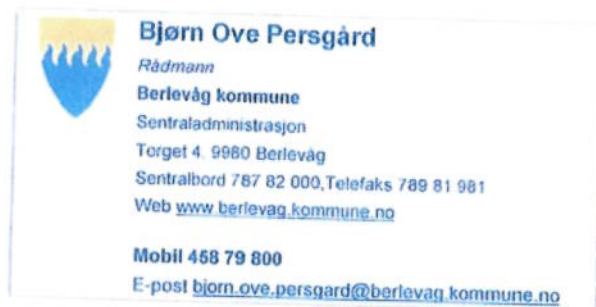 Bjørn Ove Persgård
Rådmann
Berlevåg kommune
Sentraladministrasjon
Torget 4. 9980 Berlevåg
Sentralbord 787 82 000,Telefaks 789 81 981
Web www.berlevag.kommune.no
Mobil 458 79 800
E-post bjorn.ove.persgard@berlevag.kommune.no